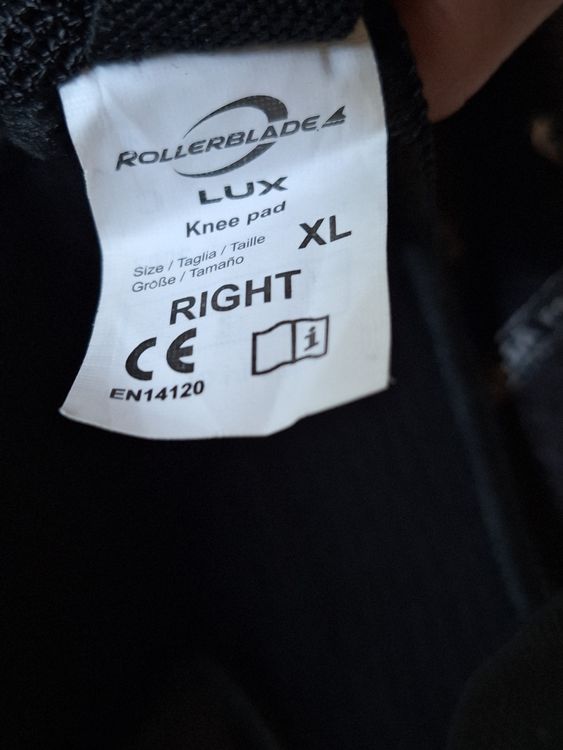 ROLLERBLADE
LUX
Knee pad
Size / Taglia / Taille
Größe / Tamaño
XL
RIGHT
CE
i
EN14120